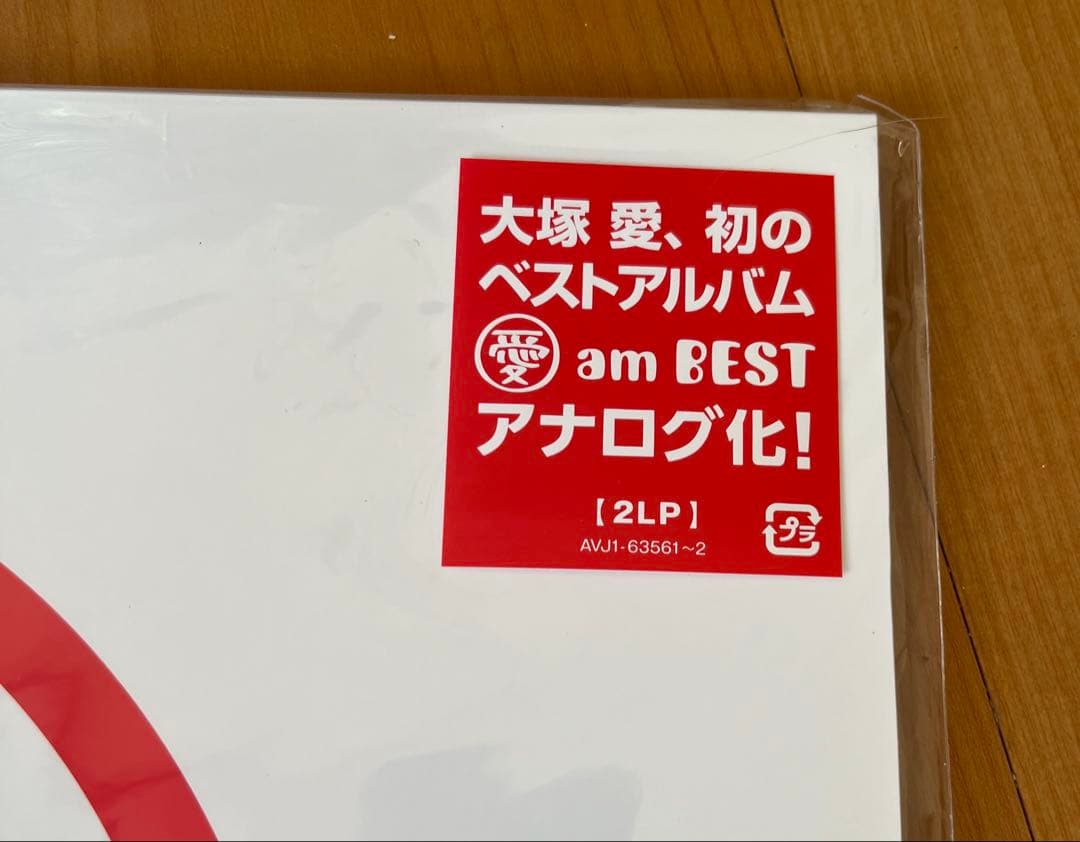 大塚 愛、初の
ベストアルバム
愛 am BEST
アナログ化!
【2LP】
AVJ1-63561～2
プラ